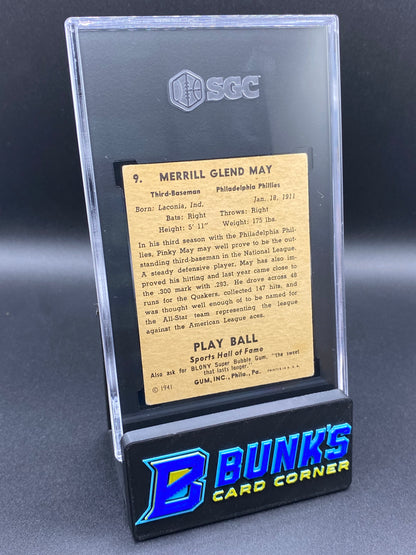 SGC
9. MERRILL GLEND MAY
Third-Baseman Philadelphia Phillies
Born: Laconia, Ind. Jan. 18, 1911
Bats: Right Throws: Right
Height: 5' 11" Weight: 175 lbs.
In his third season with the Philadelphia Phil-
lies, Pinky May may well prove to be the out-
standing third-baseman in the National League.
A steady defensive player, May has also im-
proved his hitting and last year came close to
the .300 mark with .283. He drove across 48
runs for the Quakers, collected 147 hits, and
was thought well enough of to be named for
the All-Star team representing the league
against the American League aces.
PLAY BALL
Sports Hall of Fame
Also ask for BLONY Super Bubble Gum, "the sweet
that lasts longer."
© 1941 GUM, INC., Phila., Pa. PRINTED IN U.S.A.
B BUNK'S
CARD CORNER